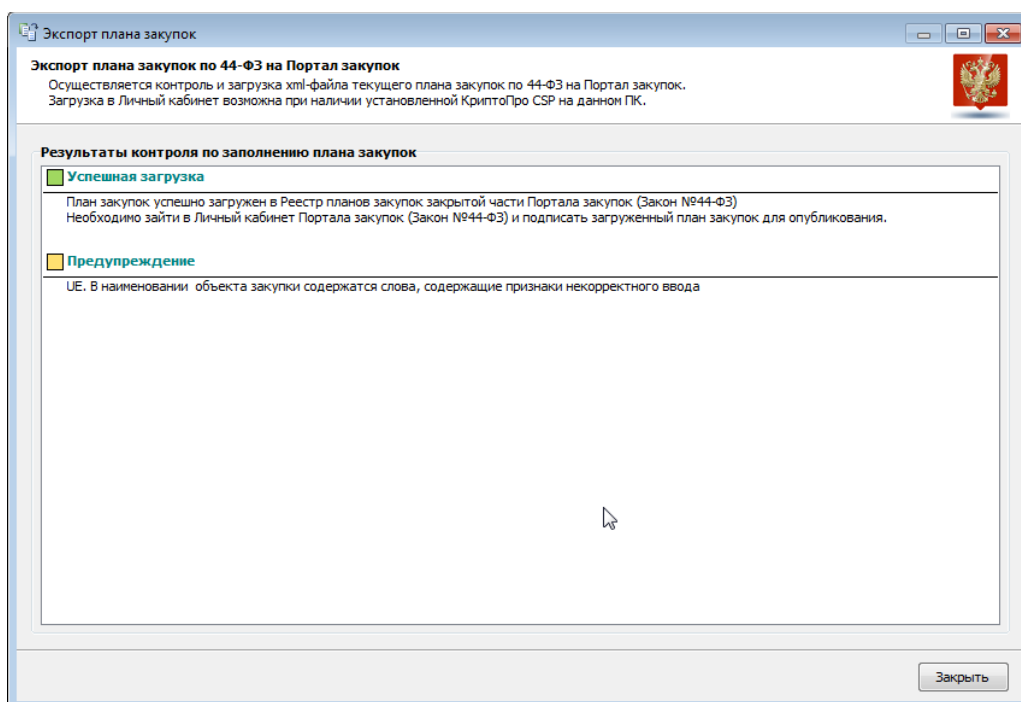 Экспорт плана закупок
Экспорт плана закупок по 44-ФЗ на Портал закупок
Осуществляется контроль и загрузка xml-файла текущего плана закупок по 44-ФЗ на Портал закупок.
Загрузка в Личный кабинет возможна при наличии установленной КриптоПро CSP на данном ПК.
Результаты контроля по заполнению плана закупок
Успешная загрузка
План закупок успешно загружен в Реестр планов закупок закрытой части Портала закупок (Закон №44-ФЗ)
Необходимо зайти в Личный кабинет Портала закупок (Закон №44-ФЗ) и подписать загруженный план закупок для опубликования.
Предупреждение
UE. В наименовании  объекта закупки содержатся слова, содержащие признаки некорректного ввода
Закрыть